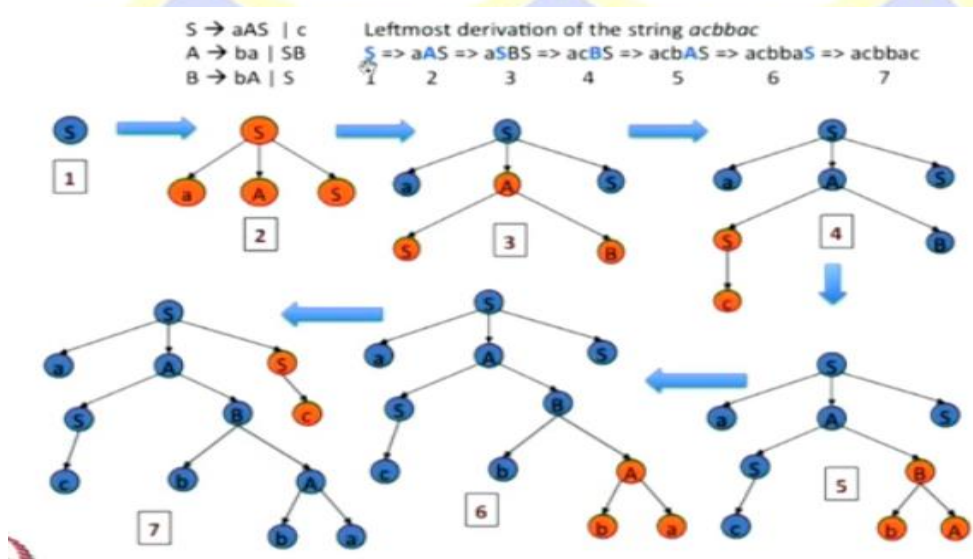 S → aAS | c
Leftmost derivation of the string acbbac
A → ba | SB
S => aAS => aSBS => acBS => acbAS => acbbaS => acbbac
B → bA | S
1 2 3 4 5 6 7
S
S
S
S
1
a A S
a A S
a A S
2
S B
3
S B
4
c
S
S
S
a A S
a A S
a A S
S B c
S B
S B
c b A
c b A
c b A
7
b a
6
b a
5